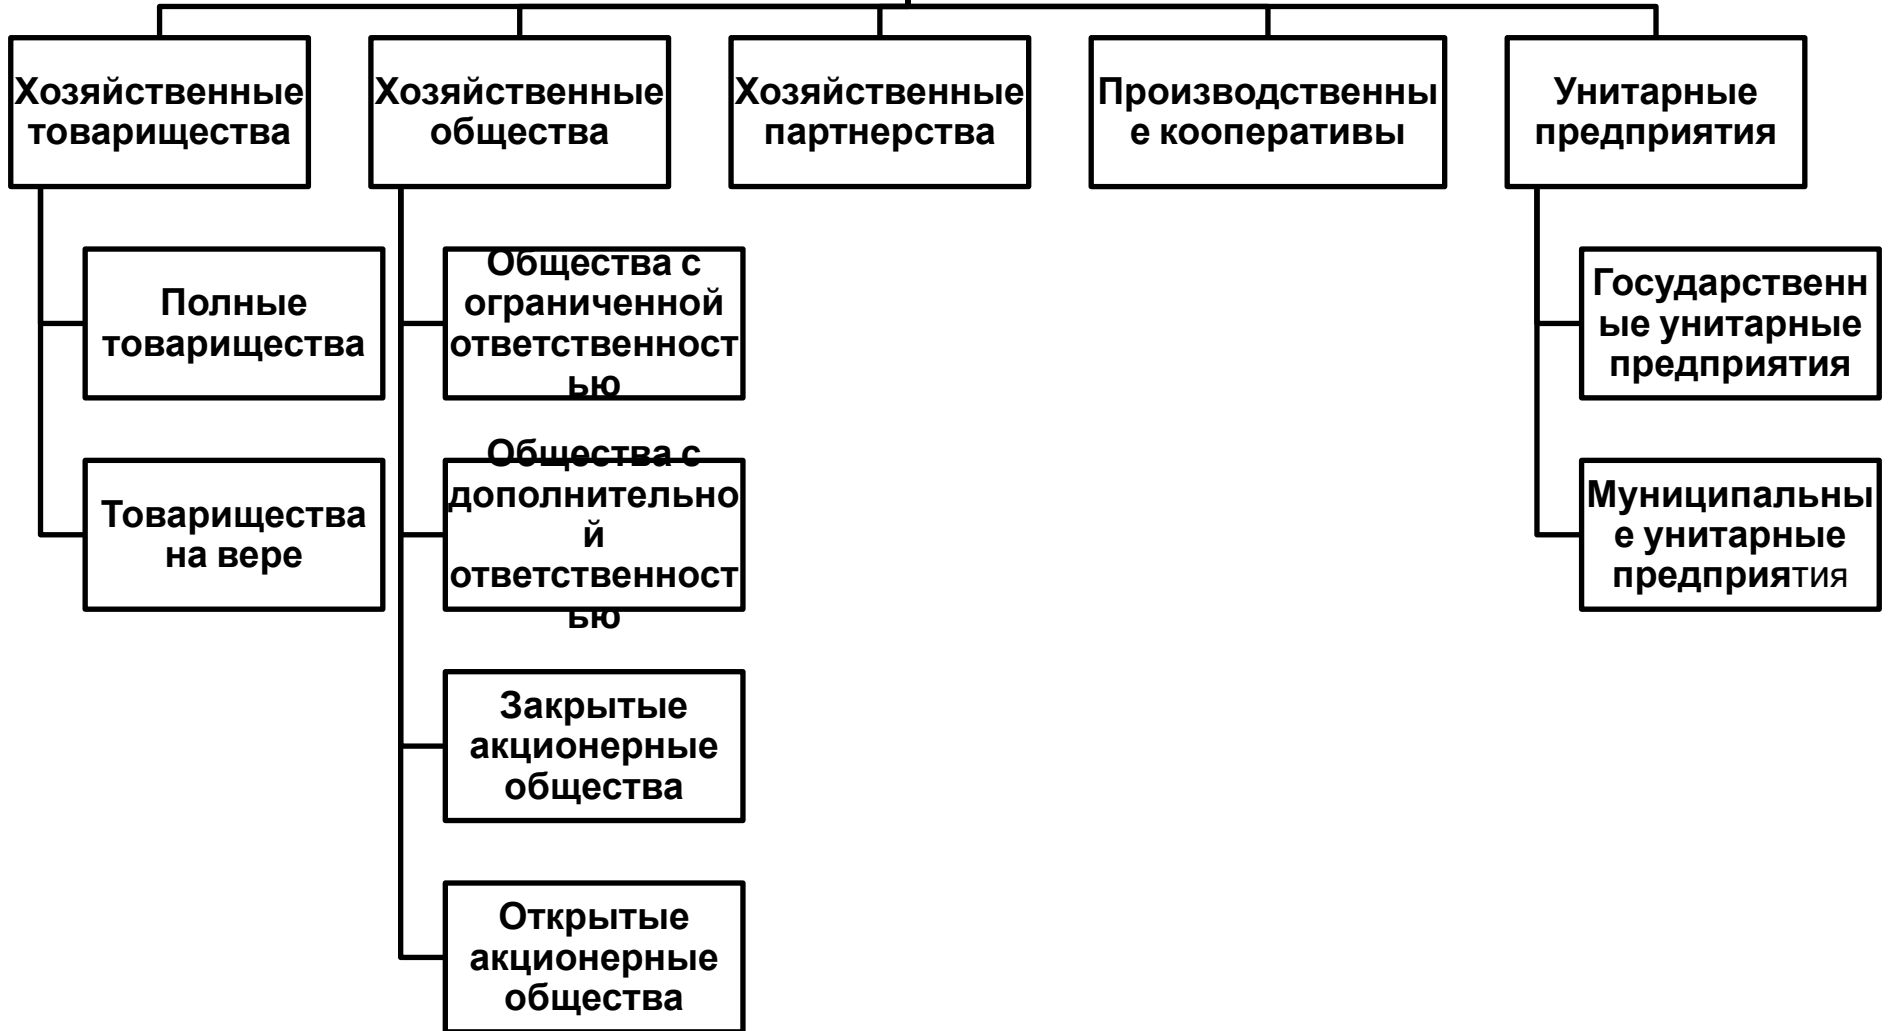 Хозяйственные
товарищества
Хозяйственные
общества
Хозяйственные
партнерства
Производственны
е кооперативы
Унитарные
предприятия
Полные
товарищества
Товарищества
на вере
Общества с
ограниченной
ответственност
ью
Общества с
дополнительно
й
ответственност
ью
Закрытые
акционерные
общества
Открытые
акционерные
общества
Государственн
ые унитарные
предприятия
Муниципальны
е унитарные
предприятия